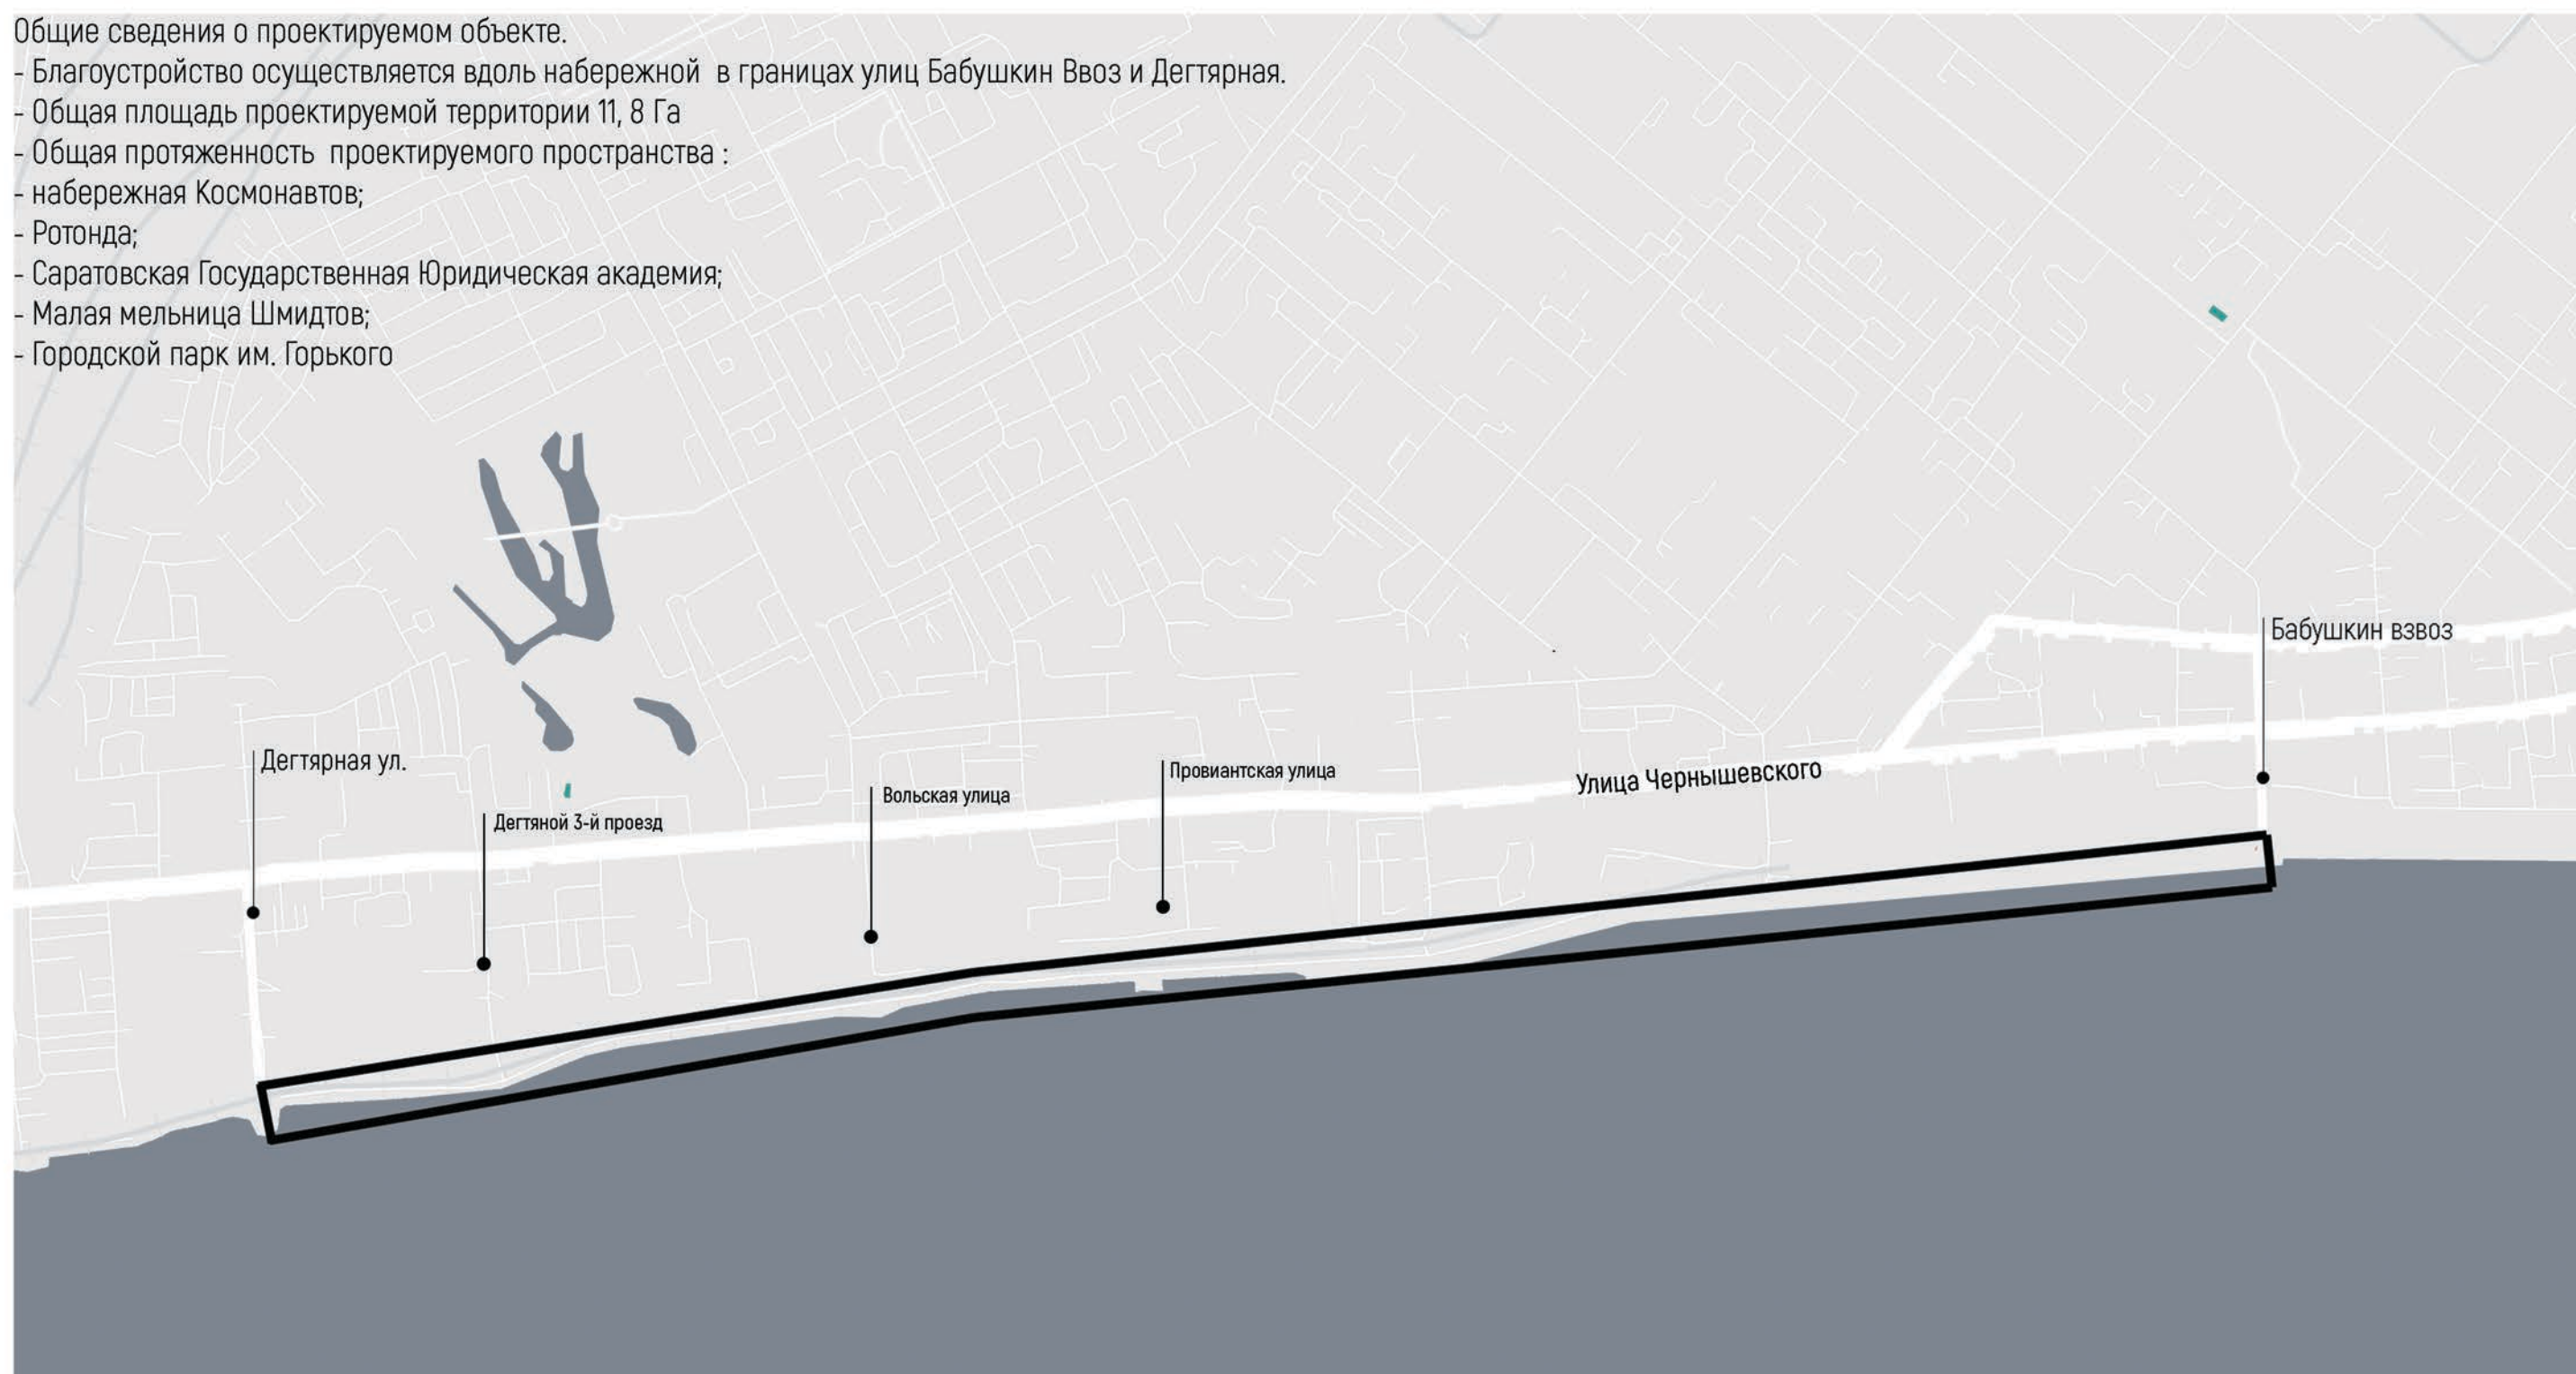 Общие сведения о проектируемом объекте.
- Благоустройство осуществляется вдоль набережной в границах улиц Бабушкин Ввоз и Дегтярная.
- Общая площадь проектируемой территории 11, 8 Га
- Общая протяженность проектируемого пространства :
- набережная Космонавтов;
- Ротонда;
- Саратовская Государственная Юридическая академия;
- Малая мельница Шмидтов;
- Городской парк им. Горького
Бабушкин взвоз
Дегтярная ул.
Провиантская улица
Улица Чернышевского
Вольская улица
Дегтяной 3-й проезд